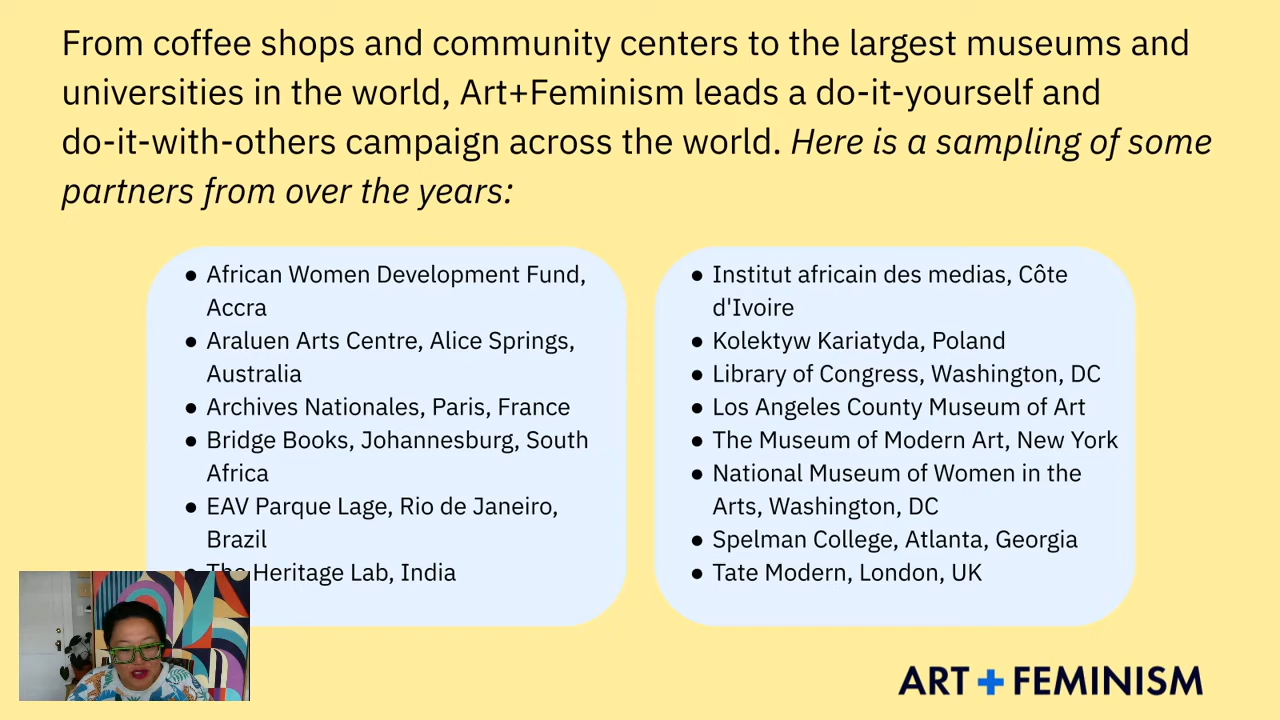 From coffee shops and community centers to the largest museums and
universities in the world, Art+Feminism leads a do-it-yourself and
do-it-with-others campaign across the world. Here is a sampling of some
partners from over the years:
● African Women Development Fund,
Accra
● Araluen Arts Centre, Alice Springs,
Australia
● Archives Nationales, Paris, France
● Bridge Books, Johannesburg, South
Africa
● EAV Parque Lage, Rio de Janeiro,
Brazil
● The Heritage Lab, India
● Institut africain des medias, Côte
d'Ivoire
● Kolektyw Kariatyda, Poland
● Library of Congress, Washington, DC
● Los Angeles County Museum of Art
● The Museum of Modern Art, New York
● National Museum of Women in the
Arts, Washington, DC
● Spelman College, Atlanta, Georgia
● Tate Modern, London, UK
ART + FEMINISM